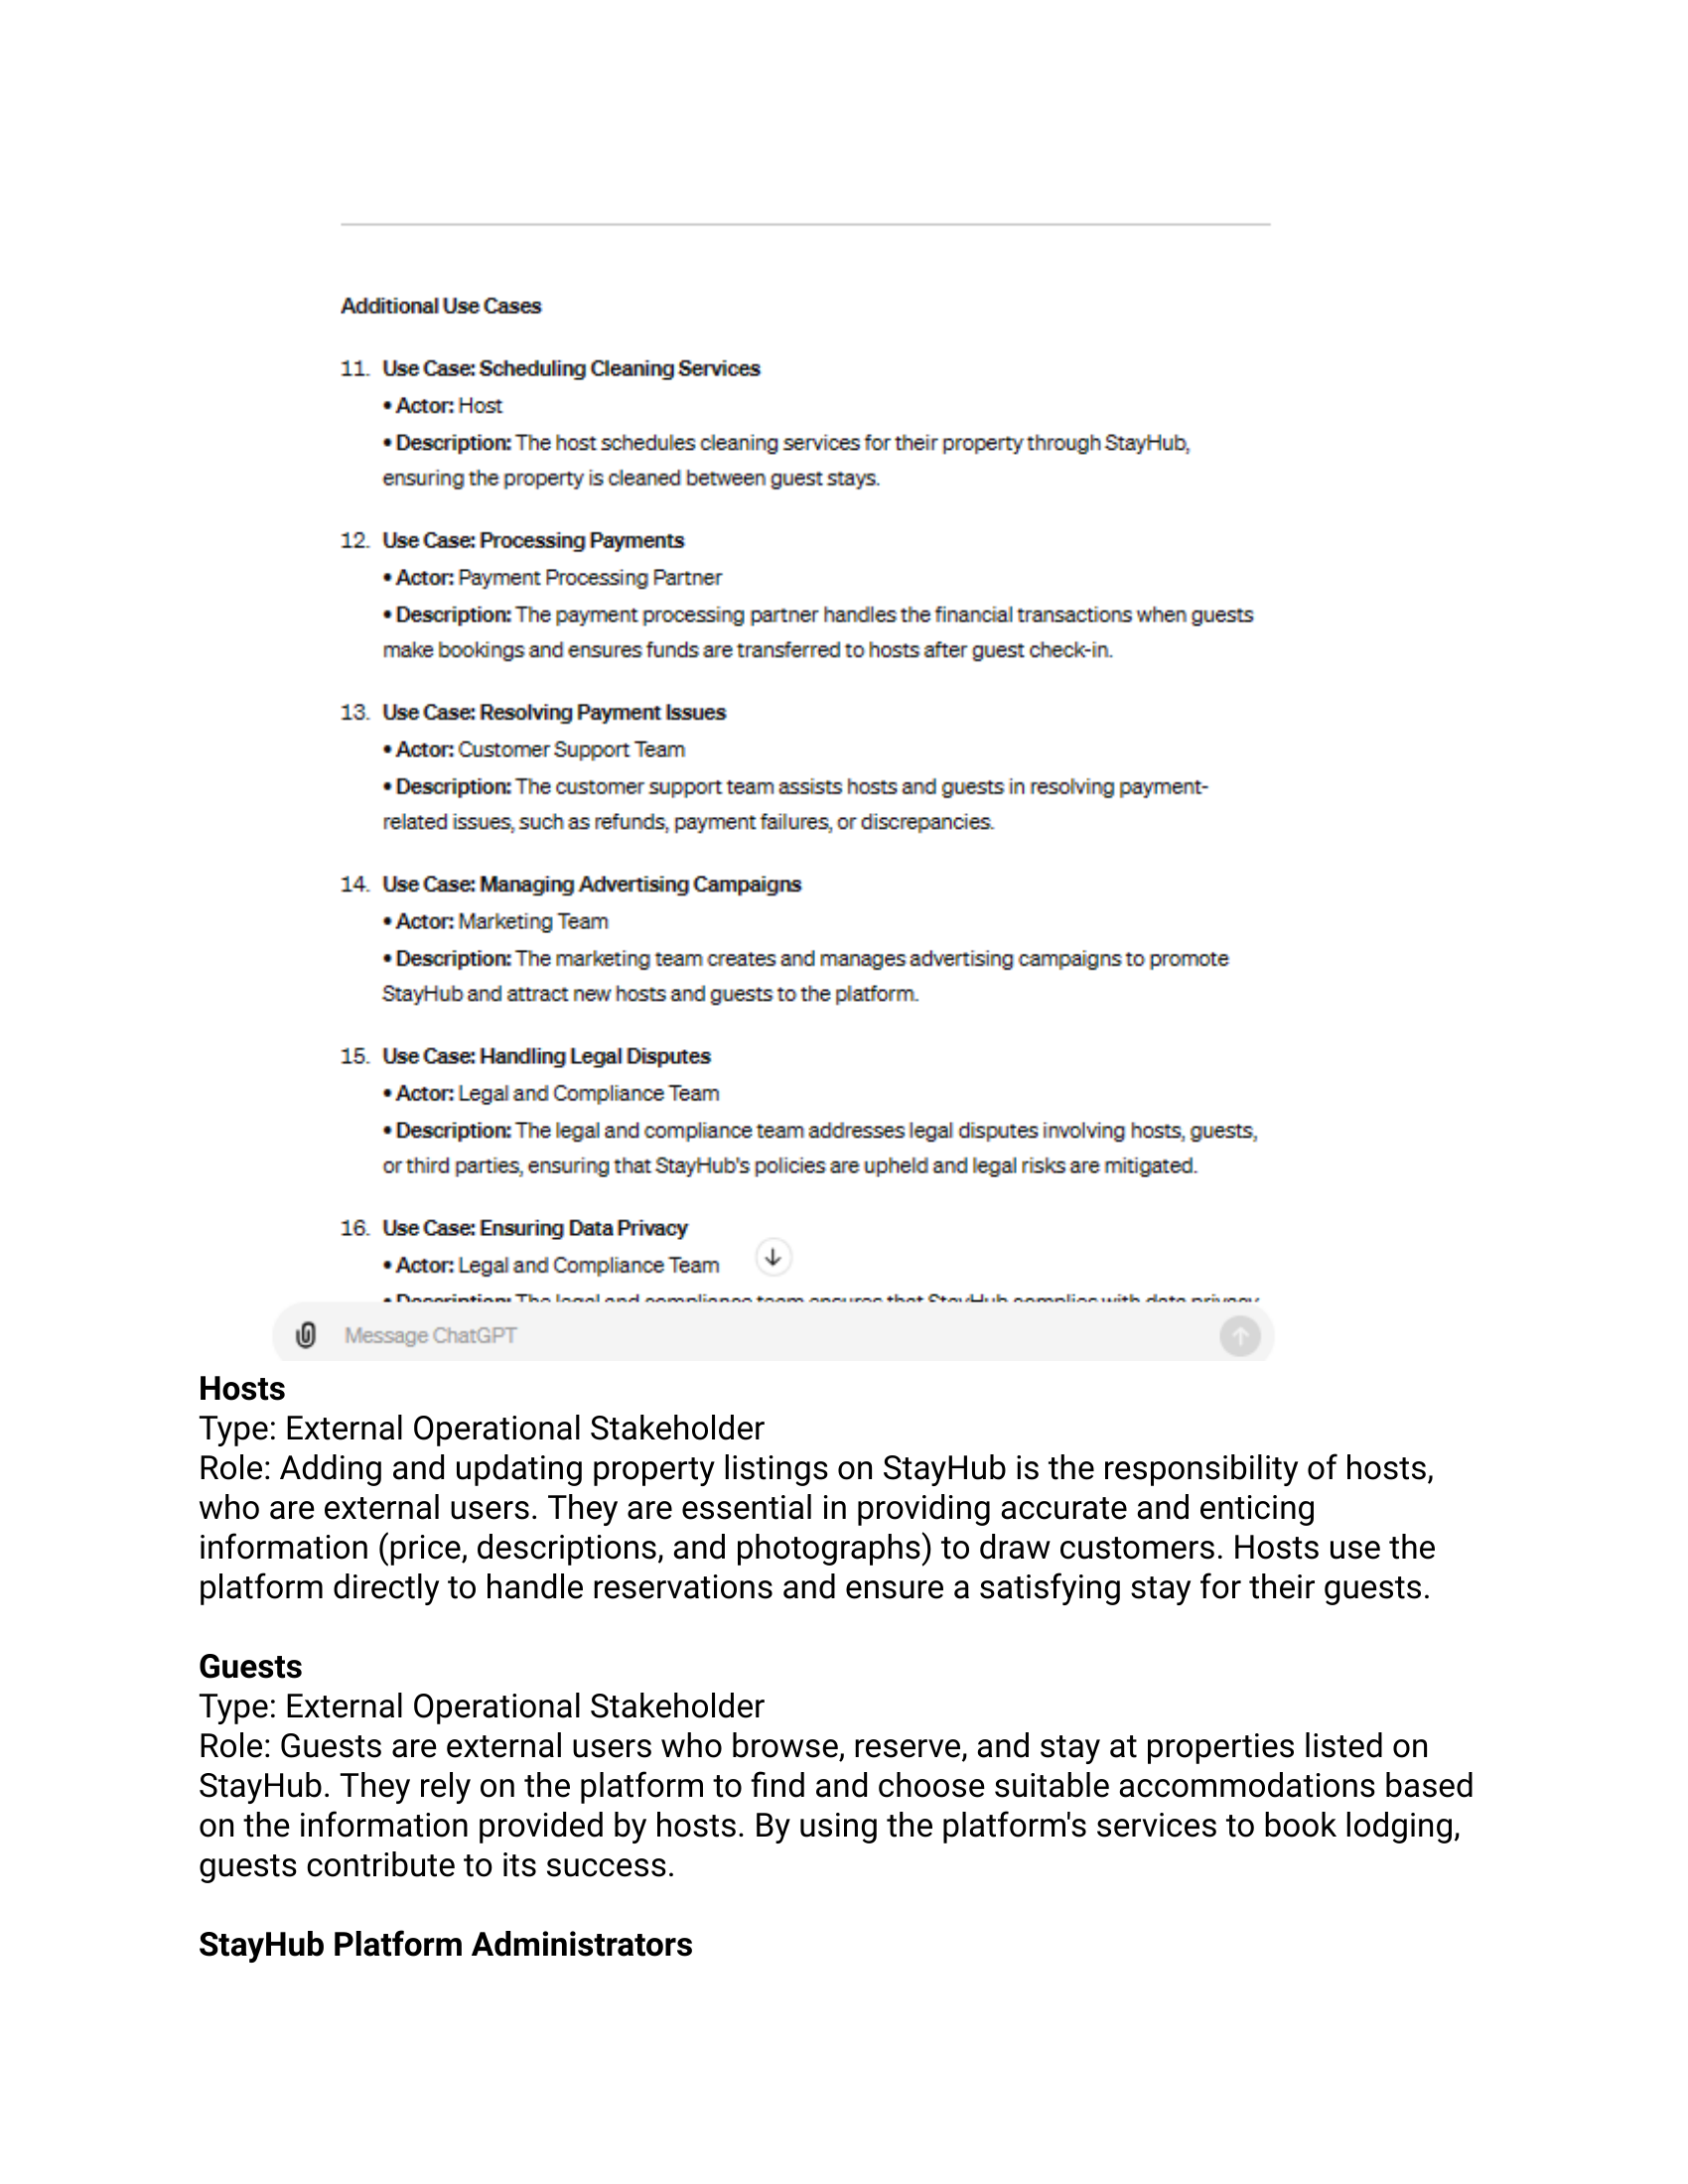 Additional Use Cases
11. Use Case: Scheduling Cleaning Services
• Actor: Host
• Description: The host schedules cleaning services for their property through StayHub,
ensuring the property is cleaned between guest stays.
12. Use Case: Processing Payments
• Actor: Payment Processing Partner
• Description: The payment processing partner handles the financial transactions when guests
make bookings and ensures funds are transferred to hosts after guest check-in.
13. Use Case: Resolving Payment Issues
• Actor: Customer Support Team
• Description: The customer support team assists hosts and guests in resolving payment-
related issues, such as refunds, payment failures, or discrepancies.
14. Use Case: Managing Advertising Campaigns
• Actor: Marketing Team
• Description: The marketing team creates and manages advertising campaigns to promote
StayHub and attract new hosts and guests to the platform.
15. Use Case: Handling Legal Disputes
• Actor: Legal and Compliance Team
• Description: The legal and compliance team addresses legal disputes involving hosts, guests,
or third parties, ensuring that StayHub's policies are upheld and legal risks are mitigated.
16. Use Case: Ensuring Data Privacy
• Actor: Legal and Compliance Team
• Description: The legal and compliance team ensures that StayHub complies with data privacy
Message ChatGPT
Hosts
Type: External Operational Stakeholder
Role: Adding and updating property listings on StayHub is the responsibility of hosts,
who are external users. They are essential in providing accurate and enticing
information (price, descriptions, and photographs) to draw customers. Hosts use the
platform directly to handle reservations and ensure a satisfying stay for their guests.
Guests
Type: External Operational Stakeholder
Role: Guests are external users who browse, reserve, and stay at properties listed on
StayHub. They rely on the platform to find and choose suitable accommodations based
on the information provided by hosts. By using the platform's services to book lodging,
guests contribute to its success.
StayHub Platform Administrators